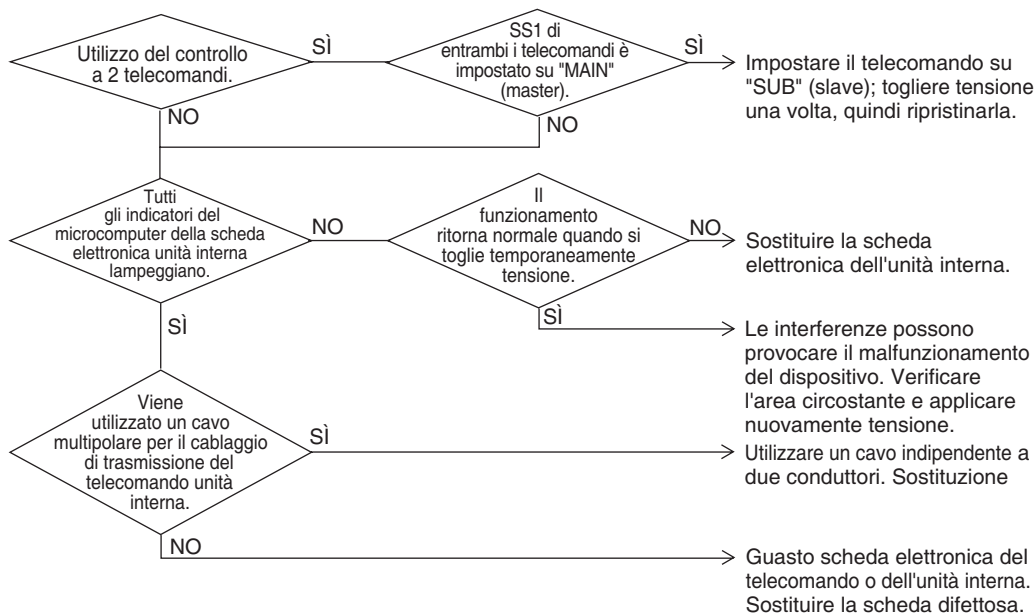 Utilizzo del controllo
a 2 telecomandi.
SÌ
SS1 di
entrambi i telecomandi è
impostato su "MAIN"
(master).
SÌ
Impostare il telecomando su
"SUB" (slave); togliere tensione
una volta, quindi ripristinarla.
NO
NO
Tutti
gli indicatori del
microcomputer della scheda
elettronica unità interna
lampeggiano.
NO
Il
funzionamento
ritorna normale quando si
toglie temporaneamente
tensione.
NO
Sostituire la scheda
elettronica dell'unità interna.
SÌ
SÌ
Le interferenze possono
provocare il malfunzionamento
del dispositivo. Verificare
l'area circostante e applicare
nuovamente tensione.
Viene
utilizzato un cavo
multipolare per il cablaggio
di trasmissione del
telecomando unità
interna.
SÌ
Utilizzare un cavo indipendente a
due conduttori. Sostituzione
NO
Guasto scheda elettronica del
telecomando o dell'unità interna.
Sostituire la scheda difettosa.